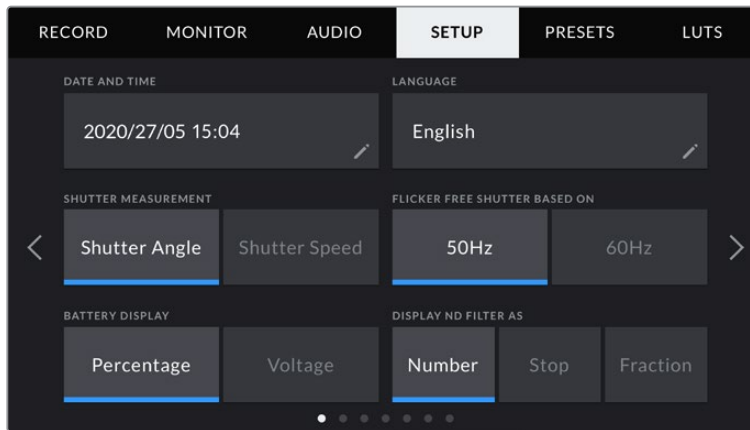 RECORD MONITOR AUDIO SETUP PRESETS LUTS
DATE AND TIME LANGUAGE
2020/27/05 15:04 English
SHUTTER MEASUREMENT FLICKER FREE SHUTTER BASED ON
Shutter Angle Shutter Speed 50Hz 60Hz
BATTERY DISPLAY DISPLAY ND FILTER AS
Percentage Voltage Number Stop Fraction